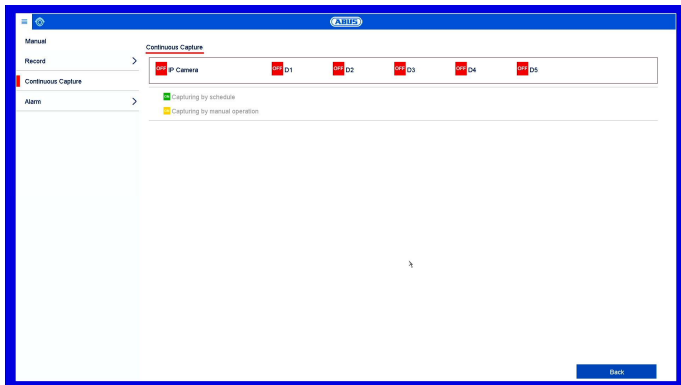 ABUS
Manual
Record
Continuous Capture
Alarm
Continuous Capture
OFF IP Camera OFF D1 OFF D2 OFF D3 OFF D4 OFF D5
Capturing by schedule
Capturing by manual operation
Back